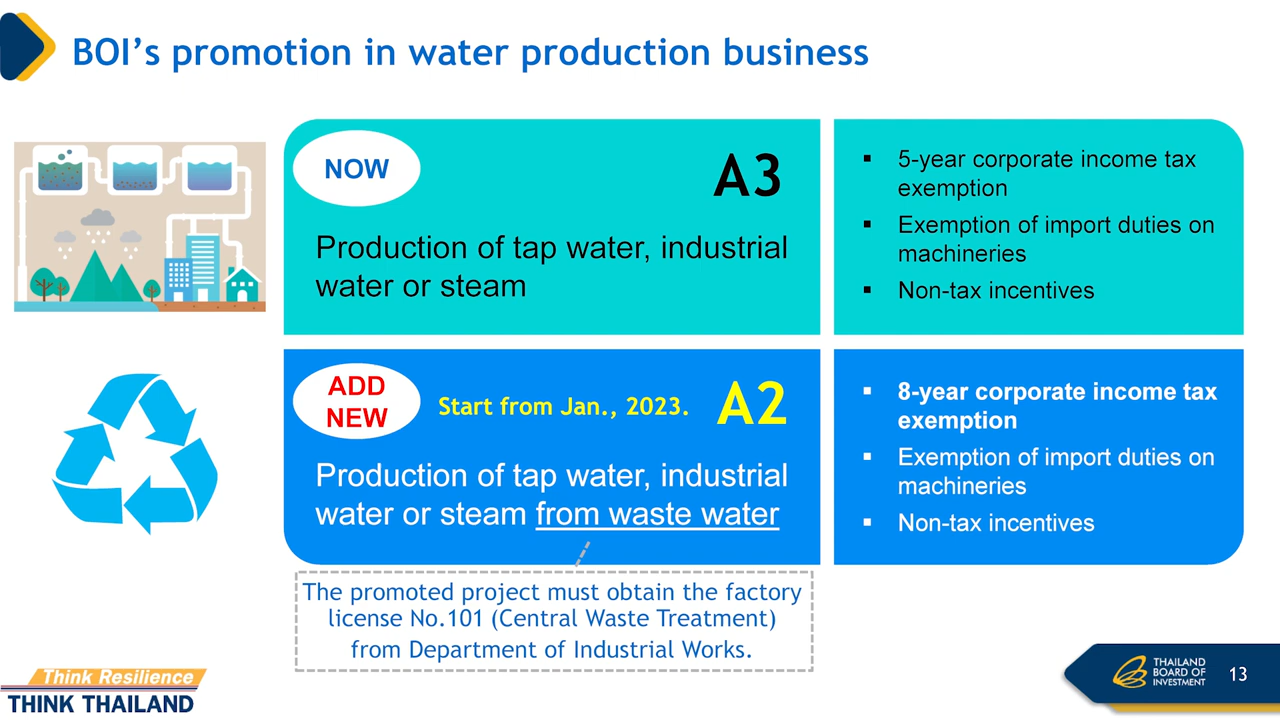 BOI’s promotion in water production business
NOW
A3
Production of tap water, industrial
water or steam
▪ 5-year corporate income tax
exemption
▪ Exemption of import duties on
machineries
▪ Non-tax incentives
ADD
NEW
Start from Jan., 2023.
A2
Production of tap water, industrial
water or steam from waste water
▪ 8-year corporate income tax
exemption
▪ Exemption of import duties on
machineries
▪ Non-tax incentives
The promoted project must obtain the factory
license No.101 (Central Waste Treatment)
from Department of Industrial Works.
Think Resilience
THINK THAILAND
THAILAND
BOARD OF
INVESTMENT
13